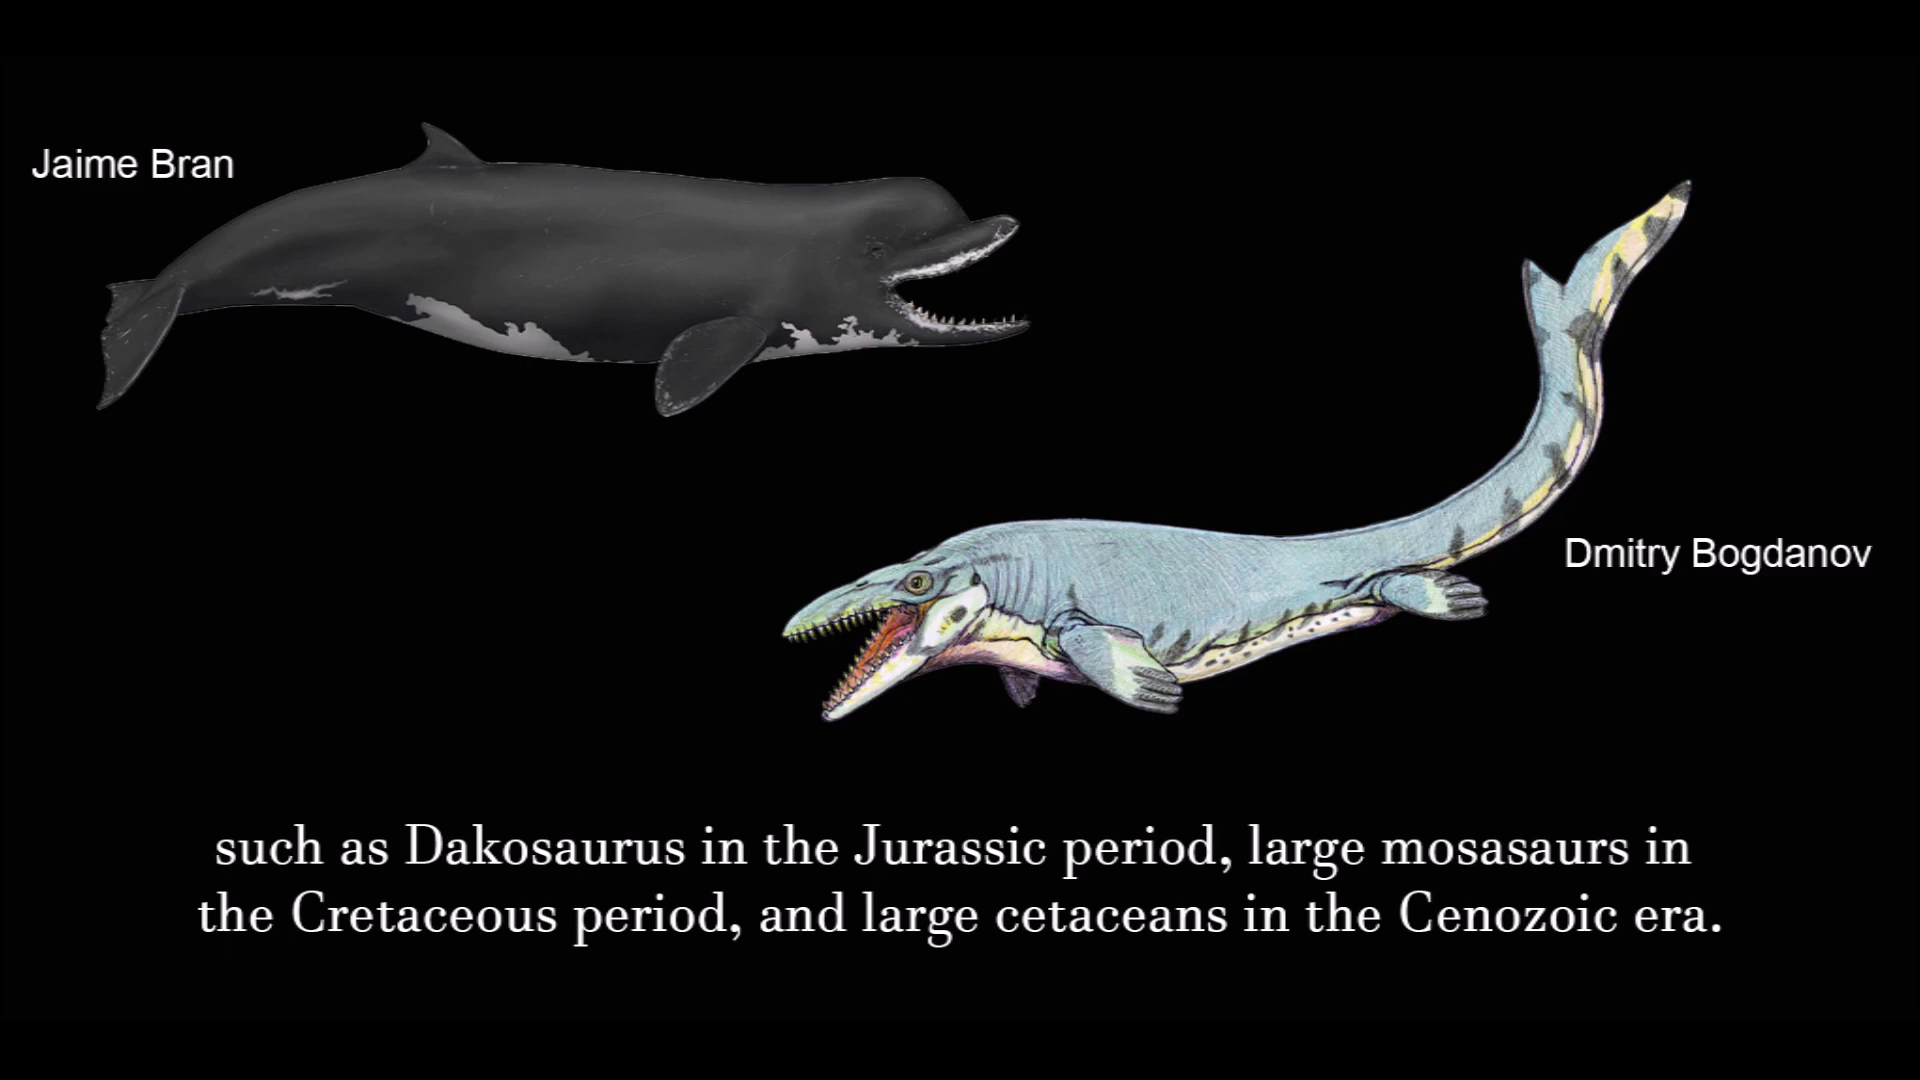 Jaime Bran
Dmitry Bogdanov
such as Dakosaurus in the Jurassic period, large mosasaurs in
the Cretaceous period, and large cetaceans in the Cenozoic era.